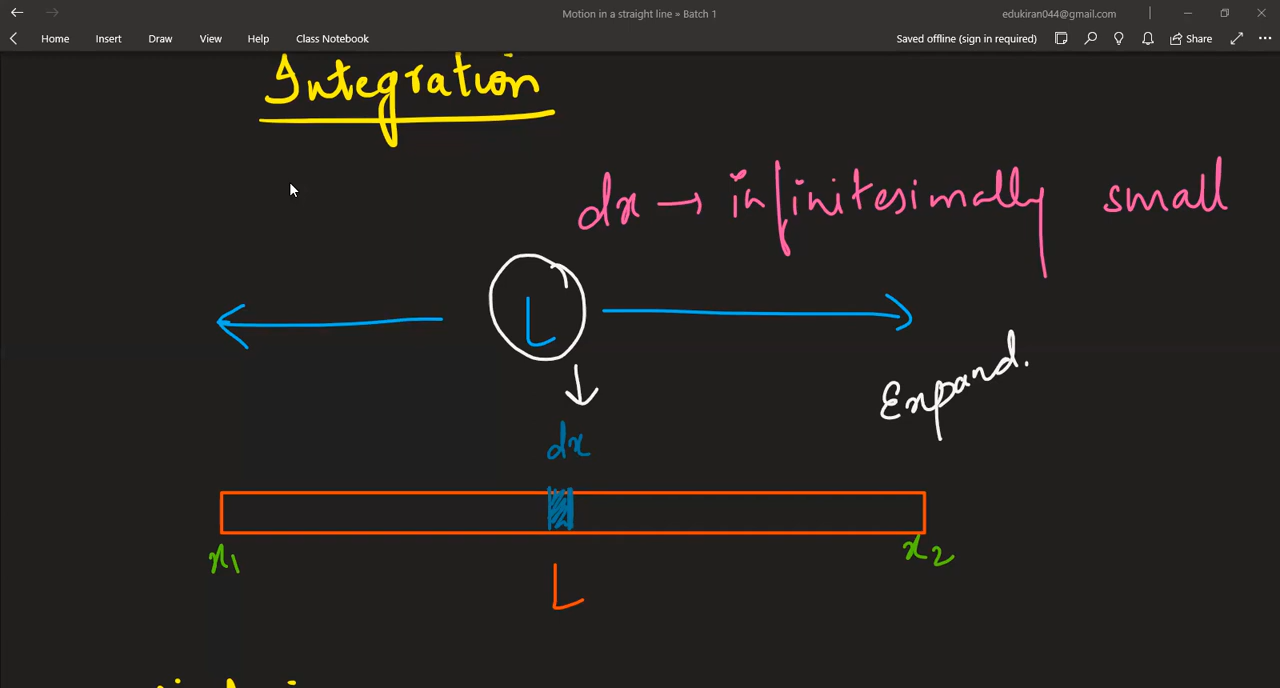 Motion in a straight line » Batch 1
edukiran044@gmail.com
Home Insert Draw View Help Class Notebook
Saved offline (sign in required) Share
Integration
dx → infinitesimally small
L
Expand.
dx
x1
x2
L